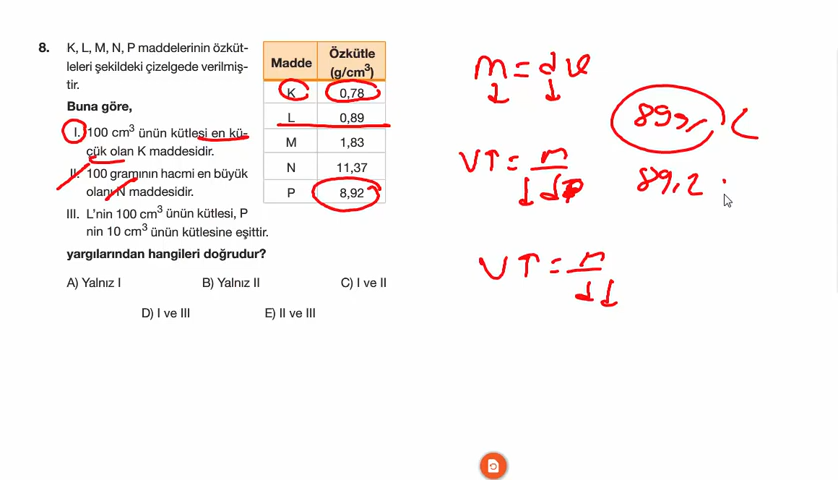 8. K, L, M, N, P maddelerinin özküt-
leleri şekildeki çizelgede verilmiş-
tir.
Buna göre,
I. 100 cm³ ünün kütlesi en kü-
çük olan K maddesidir.
II. 100 gramının hacmi en büyük
olanı N maddesidir.
III. L'nin 100 cm³ ünün kütlesi, P
nin 10 cm³ ünün kütlesine eşittir.
yargılarından hangileri doğrudur?
A) Yalnız I B) Yalnız II C) I ve II
D) I ve III E) II ve III
Madde Özkütle (g/cm³)
K 0,78
L 0,89
M 1,83
N 11,37
P 8,92
m = d v
V↑ = m
V↑ = m
d↓
89,2